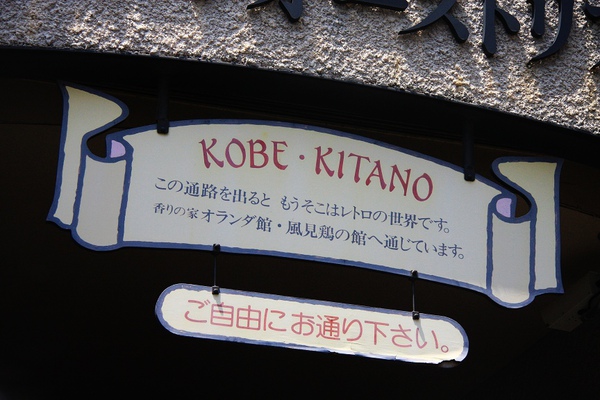 KOBE・KITANO
この通路を出ると もうそこはレトロの世界です。
香りの家オランダ館・風見鶏の館へ通じています。
ご自由にお通り下さい。